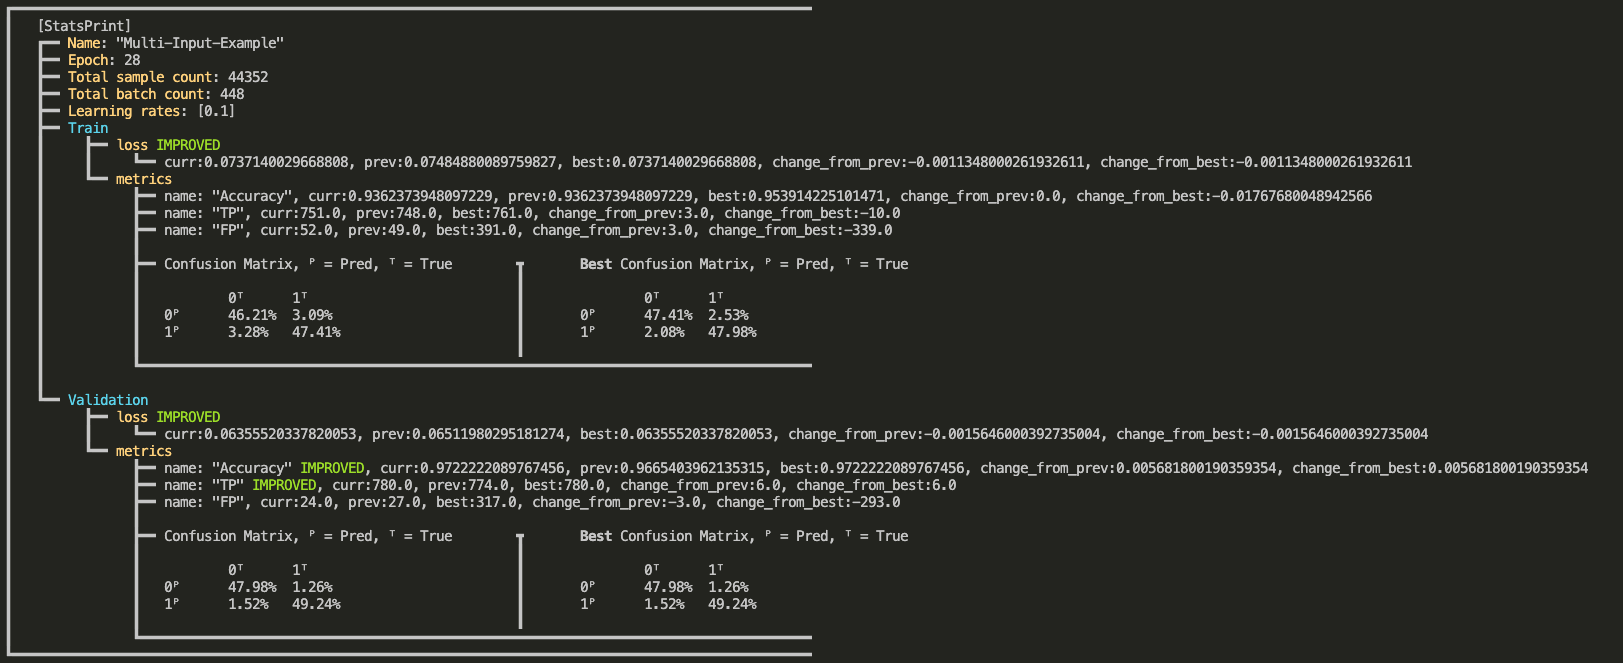 [StatsPrint]
Name: "Multi-Input-Example"
Epoch: 28
Total sample count: 44352
Total batch count: 448
Learning rates: [0.1]
Train
loss IMPROVED
curr:0.0737140029668808, prev:0.07484880089759827, best:0.0737140029668808, change_from_prev:-0.0011348000261932611, change_from_best:-0.0011348000261932611
metrics
name: "Accuracy", curr:0.9362373948097229, prev:0.9362373948097229, best:0.953914225101471, change_from_prev:0.0, change_from_best:-0.01767680048942566
name: "TP", curr:751.0, prev:748.0, best:761.0, change_from_prev:3.0, change_from_best:-10.0
name: "FP", curr:52.0, prev:49.0, best:391.0, change_from_prev:3.0, change_from_best:-339.0
Confusion Matrix, ᴾ = Pred, ᵀ = True Best Confusion Matrix, ᴾ = Pred, ᵀ = True
0ᵀ 1ᵀ 0ᵀ 1ᵀ
0ᴾ 46.21% 3.09% 0ᴾ 47.41% 2.53%
1ᴾ 3.28% 47.41% 1ᴾ 2.08% 47.98%
Validation
loss IMPROVED
curr:0.06355520337820053, prev:0.06511980295181274, best:0.06355520337820053, change_from_prev:-0.0015646000392735004, change_from_best:-0.0015646000392735004
metrics
name: "Accuracy" IMPROVED, curr:0.9722222089767456, prev:0.9665403962135315, best:0.9722222089767456, change_from_prev:0.005681800190359354, change_from_best:0.005681800190359354
name: "TP" IMPROVED, curr:780.0, prev:774.0, best:780.0, change_from_prev:6.0, change_from_best:6.0
name: "FP", curr:24.0, prev:27.0, best:317.0, change_from_prev:-3.0, change_from_best:-293.0
Confusion Matrix, ᴾ = Pred, ᵀ = True Best Confusion Matrix, ᴾ = Pred, ᵀ = True
0ᵀ 1ᵀ 0ᵀ 1ᵀ
0ᴾ 47.98% 1.26% 0ᴾ 47.98% 1.26%
1ᴾ 1.52% 49.24% 1ᴾ 1.52% 49.24%